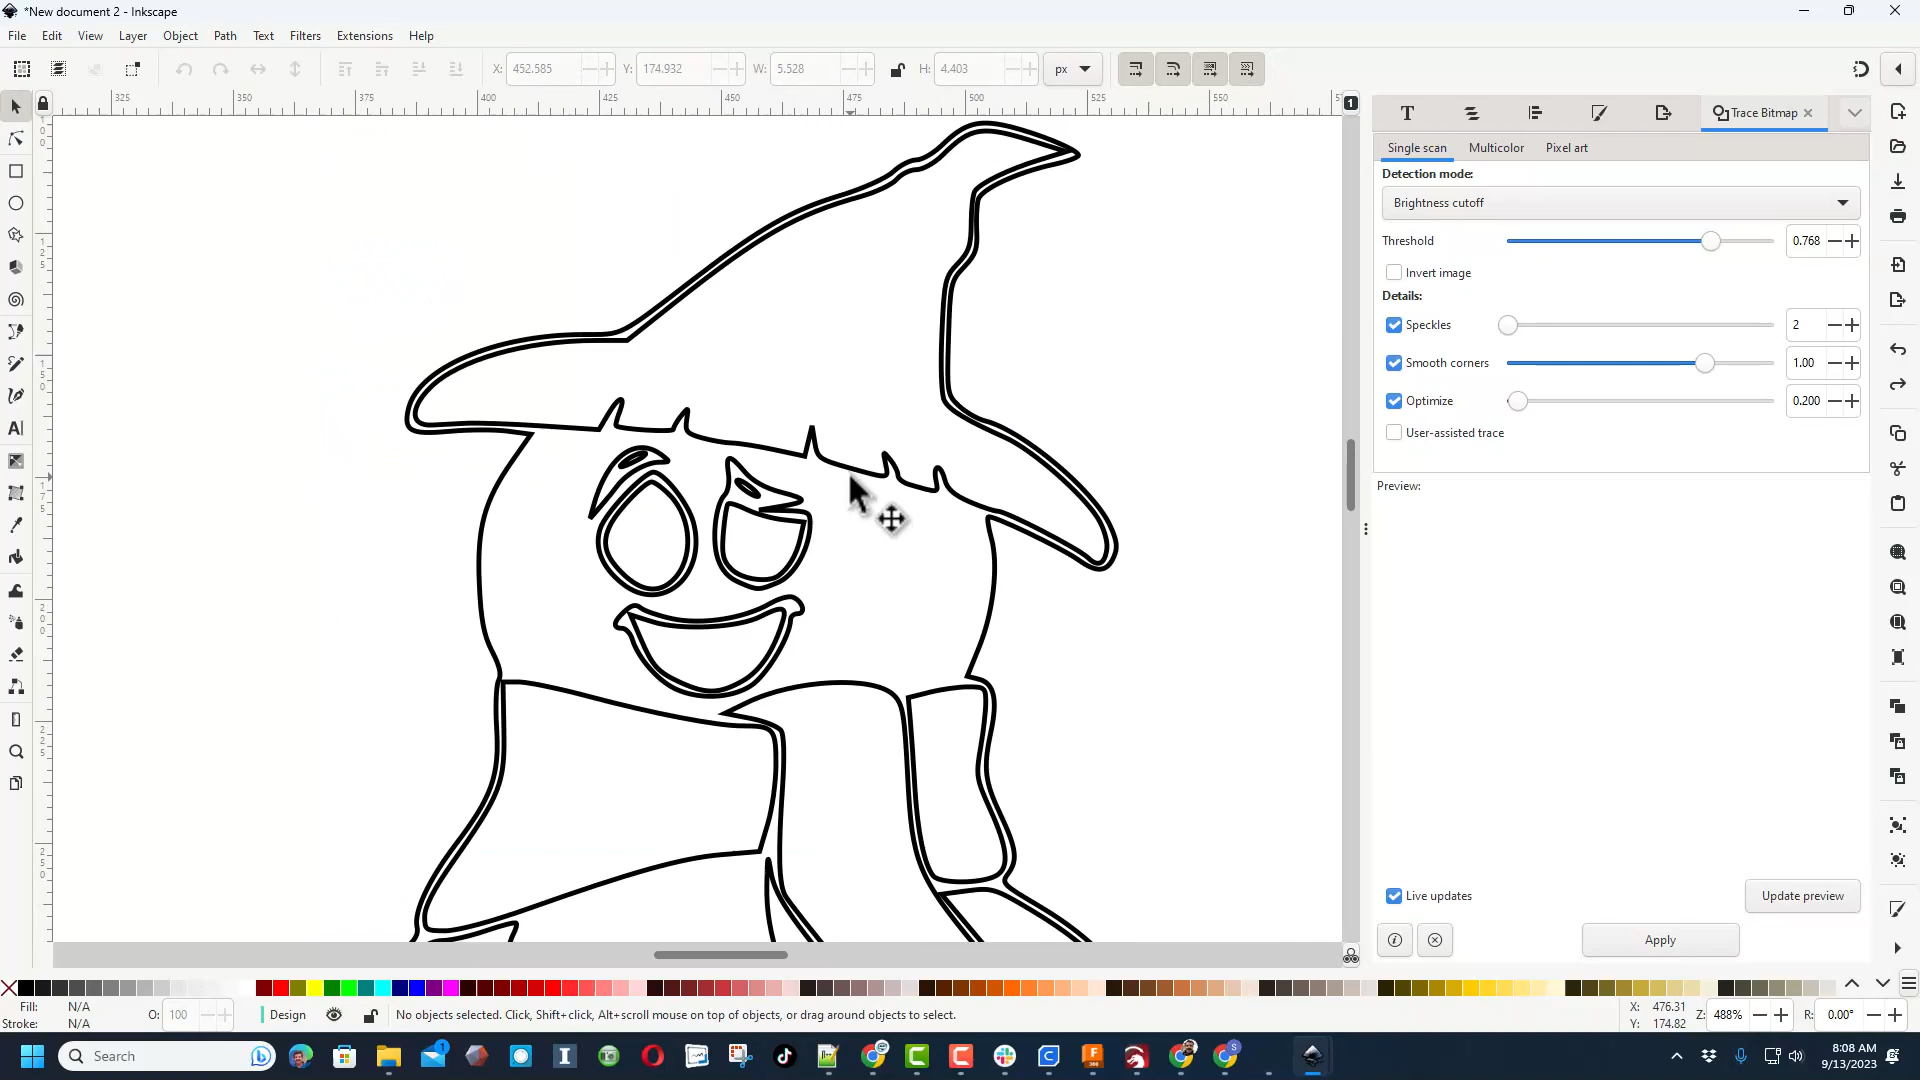 *New document 2 - Inkscape
File Edit View Layer Object Path Text Filters Extensions Help
X: 452.585 Y: 174.932 W: 5.528 H: 4.403 px
325 350 375 400 425 450 475 500 525 550
1
Trace Bitmap
Single scan Multicolor Pixel art
Detection mode:
Brightness cutoff
Threshold 0.768
Invert image
Details:
Speckles 2
Smooth corners 1.00
Optimize 0.200
User-assisted trace
Preview:
Live updates Update preview
Apply
Fill: N/A
Stroke: N/A
O: 100
Design
No objects selected. Click, Shift+click, Alt+scroll mouse on top of objects, or drag around objects to select.
X: 476.31
Y: 174.82
Z: 488%
R: 0.00°
Search
8:08 AM
9/13/2023